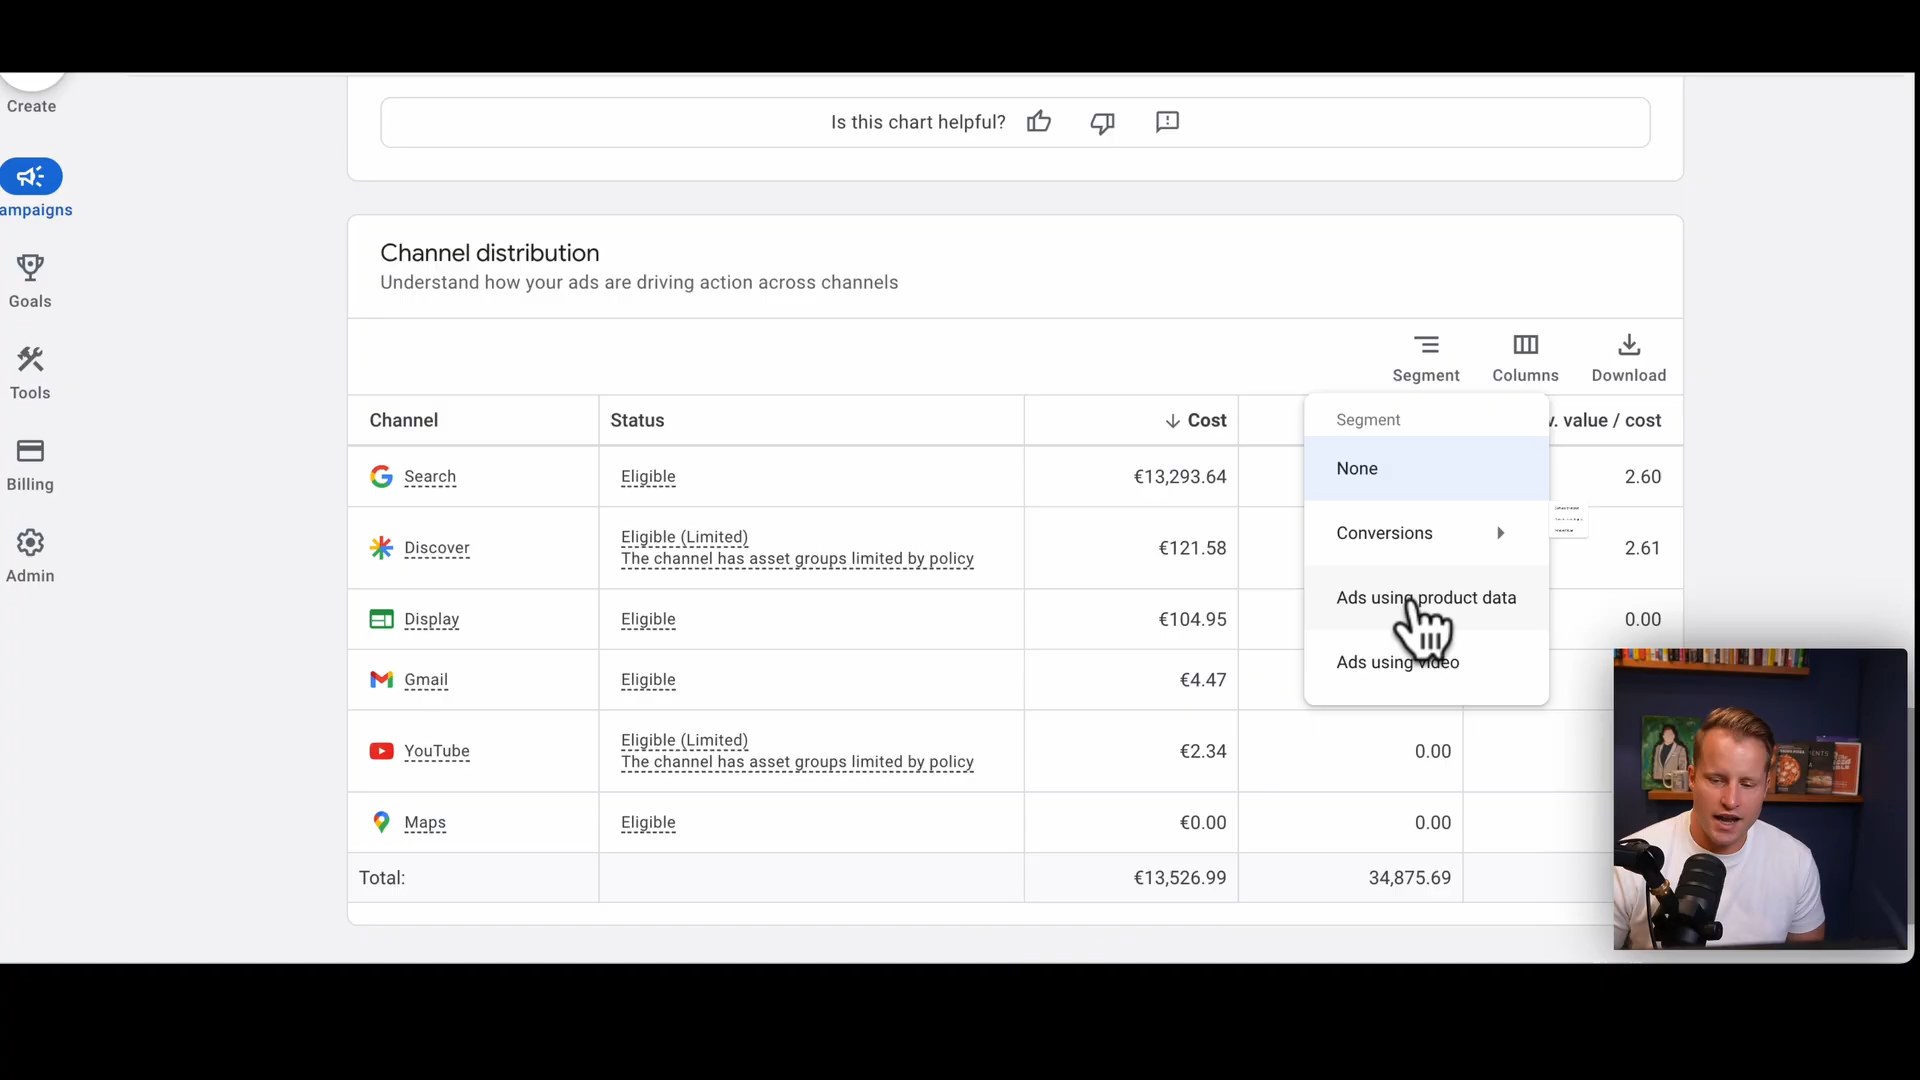 Create
Is this chart helpful?
ampaigns
Channel distribution
Understand how your ads are driving action across channels
Goals
Tools
Segment
Columns
Download
Channel
Status
Cost
Segment
v. value / cost
Billing
Search
Eligible
€13,293.64
None
2.60
Admin
Discover
Eligible (Limited)
The channel has asset groups limited by policy
€121.58
Conversions
2.61
Display
Eligible
€104.95
Ads using product data
0.00
Gmail
Eligible
€4.47
Ads using video
YouTube
Eligible (Limited)
The channel has asset groups limited by policy
€2.34
0.00
Maps
Eligible
€0.00
0.00
Total:
€13,526.99
34,875.69